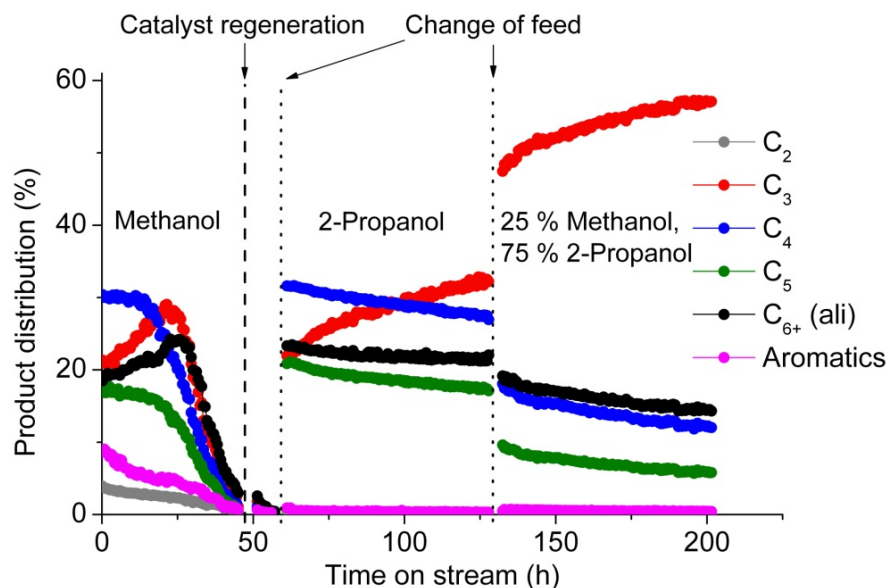 Catalyst regeneration
Change of feed
60
40
20
0
Product distribution (%)
Methanol
2-Propanol
25 % Methanol,
75 % 2-Propanol
C₂
C₃
C₄
C₅
C₆₊ (ali)
Aromatics
0
50
100
150
200
Time on stream (h)